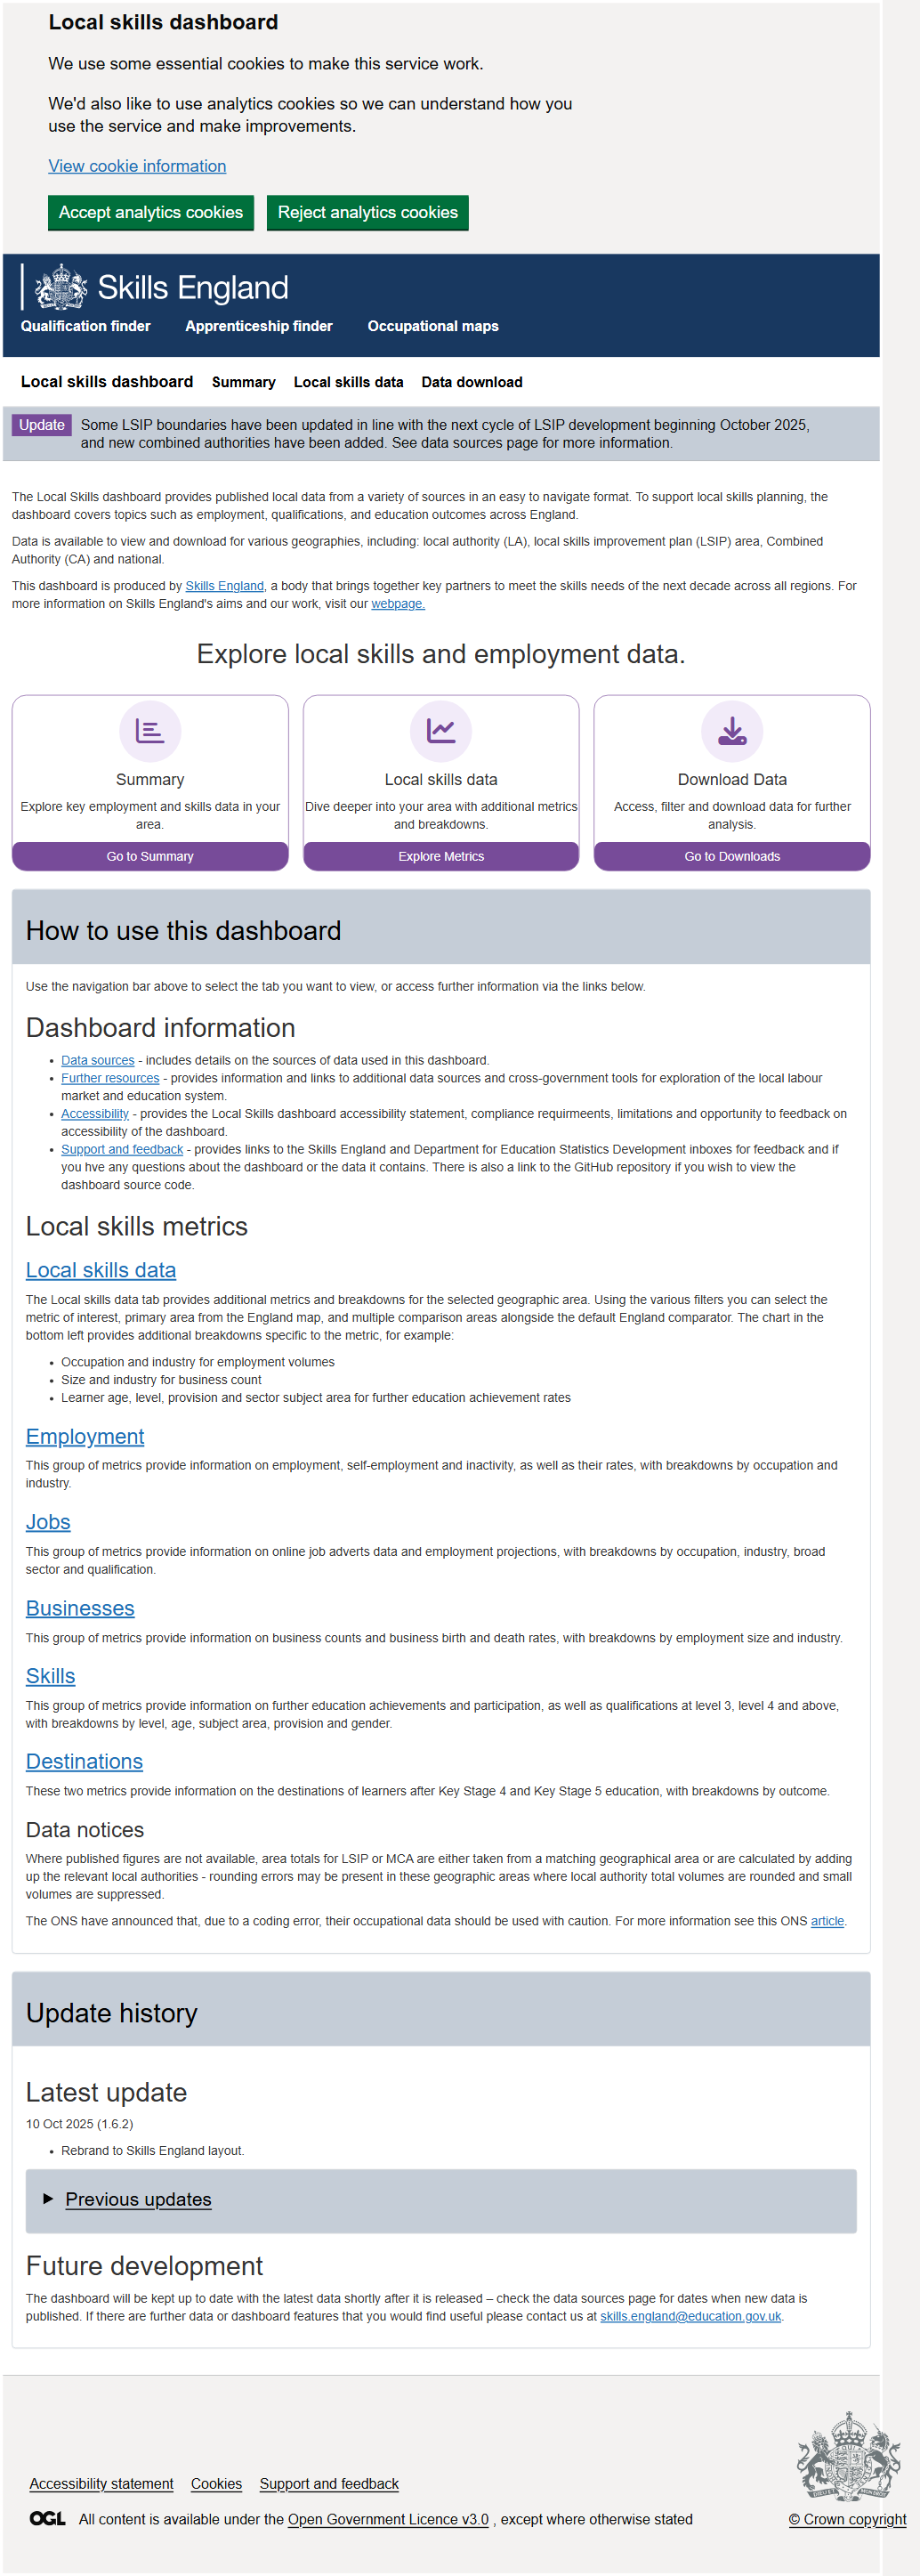 Local skills dashboard
We use some essential cookies to make this service work.
We'd also like to use analytics cookies so we can understand how you
use the service and make improvements.
View cookie information
Accept analytics cookies Reject analytics cookies
Skills England
Qualification finder Apprenticeship finder Occupational maps
Local skills dashboard Summary Local skills data Data download
Update Some LSIP boundaries have been updated in line with the next cycle of LSIP development beginning October 2025,
and new combined authorities have been added. See data sources page for more information.
The Local Skills dashboard provides published local data from a variety of sources in an easy to navigate format. To support local skills planning, the
dashboard covers topics such as employment, qualifications, and education outcomes across England.
Data is available to view and download for various geographies, including: local authority (LA), local skills improvement plan (LSIP) area, Combined
Authority (CA) and national.
This dashboard is produced by Skills England, a body that brings together key partners to meet the skills needs of the next decade across all regions. For
more information on Skills England's aims and our work, visit our webpage.
Explore local skills and employment data.
Summary
Explore key employment and skills data in your
area.
Go to Summary
Local skills data
Dive deeper into your area with additional metrics
and breakdowns.
Explore Metrics
Download Data
Access, filter and download data for further
analysis.
Go to Downloads
How to use this dashboard
Use the navigation bar above to select the tab you want to view, or access further information via the links below.
Dashboard information
• Data sources - includes details on the sources of data used in this dashboard.
• Further resources - provides information and links to additional data sources and cross-government tools for exploration of the local labour
market and education system.
• Accessibility - provides the Local Skills dashboard accessibility statement, compliance requirmeents, limitations and opportunity to feedback on
accessibility of the dashboard.
• Support and feedback - provides links to the Skills England and Department for Education Statistics Development inboxes for feedback and if
you hve any questions about the dashboard or the data it contains. There is also a link to the GitHub repository if you wish to view the
dashboard source code.
Local skills metrics
Local skills data
The Local skills data tab provides additional metrics and breakdowns for the selected geographic area. Using the various filters you can select the
metric of interest, primary area from the England map, and multiple comparison areas alongside the default England comparator. The chart in the
bottom left provides additional breakdowns specific to the metric, for example:
• Occupation and industry for employment volumes
• Size and industry for business count
• Learner age, level, provision and sector subject area for further education achievement rates
Employment
This group of metrics provide information on employment, self-employment and inactivity, as well as their rates, with breakdowns by occupation and
industry.
Jobs
This group of metrics provide information on online job adverts data and employment projections, with breakdowns by occupation, industry, broad
sector and qualification.
Businesses
This group of metrics provide information on business counts and business birth and death rates, with breakdowns by employment size and industry.
Skills
This group of metrics provide information on further education achievements and participation, as well as qualifications at level 3, level 4 and above,
with breakdowns by level, age, subject area, provision and gender.
Destinations
These two metrics provide information on the destinations of learners after Key Stage 4 and Key Stage 5 education, with breakdowns by outcome.
Data notices
Where published figures are not available, area totals for LSIP or MCA are either taken from a matching geographical area or are calculated by adding
up the relevant local authorities - rounding errors may be present in these geographic areas where local authority total volumes are rounded and small
volumes are suppressed.
The ONS have announced that, due to a coding error, their occupational data should be used with caution. For more information see this ONS article.
Update history
Latest update
10 Oct 2025 (1.6.2)
• Rebrand to Skills England layout.
Previous updates
Future development
The dashboard will be kept up to date with the latest data shortly after it is released – check the data sources page for dates when new data is
published. If there are further data or dashboard features that you would find useful please contact us at skills.england@education.gov.uk.
Accessibility statement Cookies Support and feedback
OGL All content is available under the Open Government Licence v3.0 , except where otherwise stated
© Crown copyright